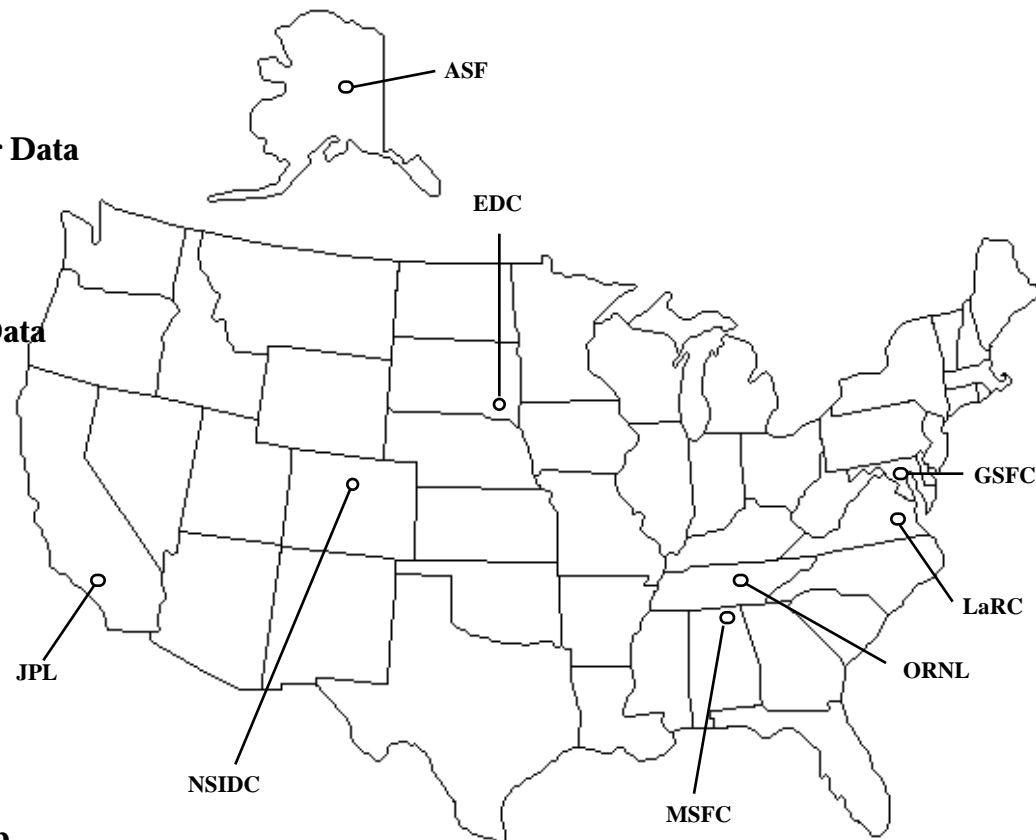 ASF
Data
EDC
Data
GSFC
LaRC
JPL
ORNL
NSIDC
MSFC